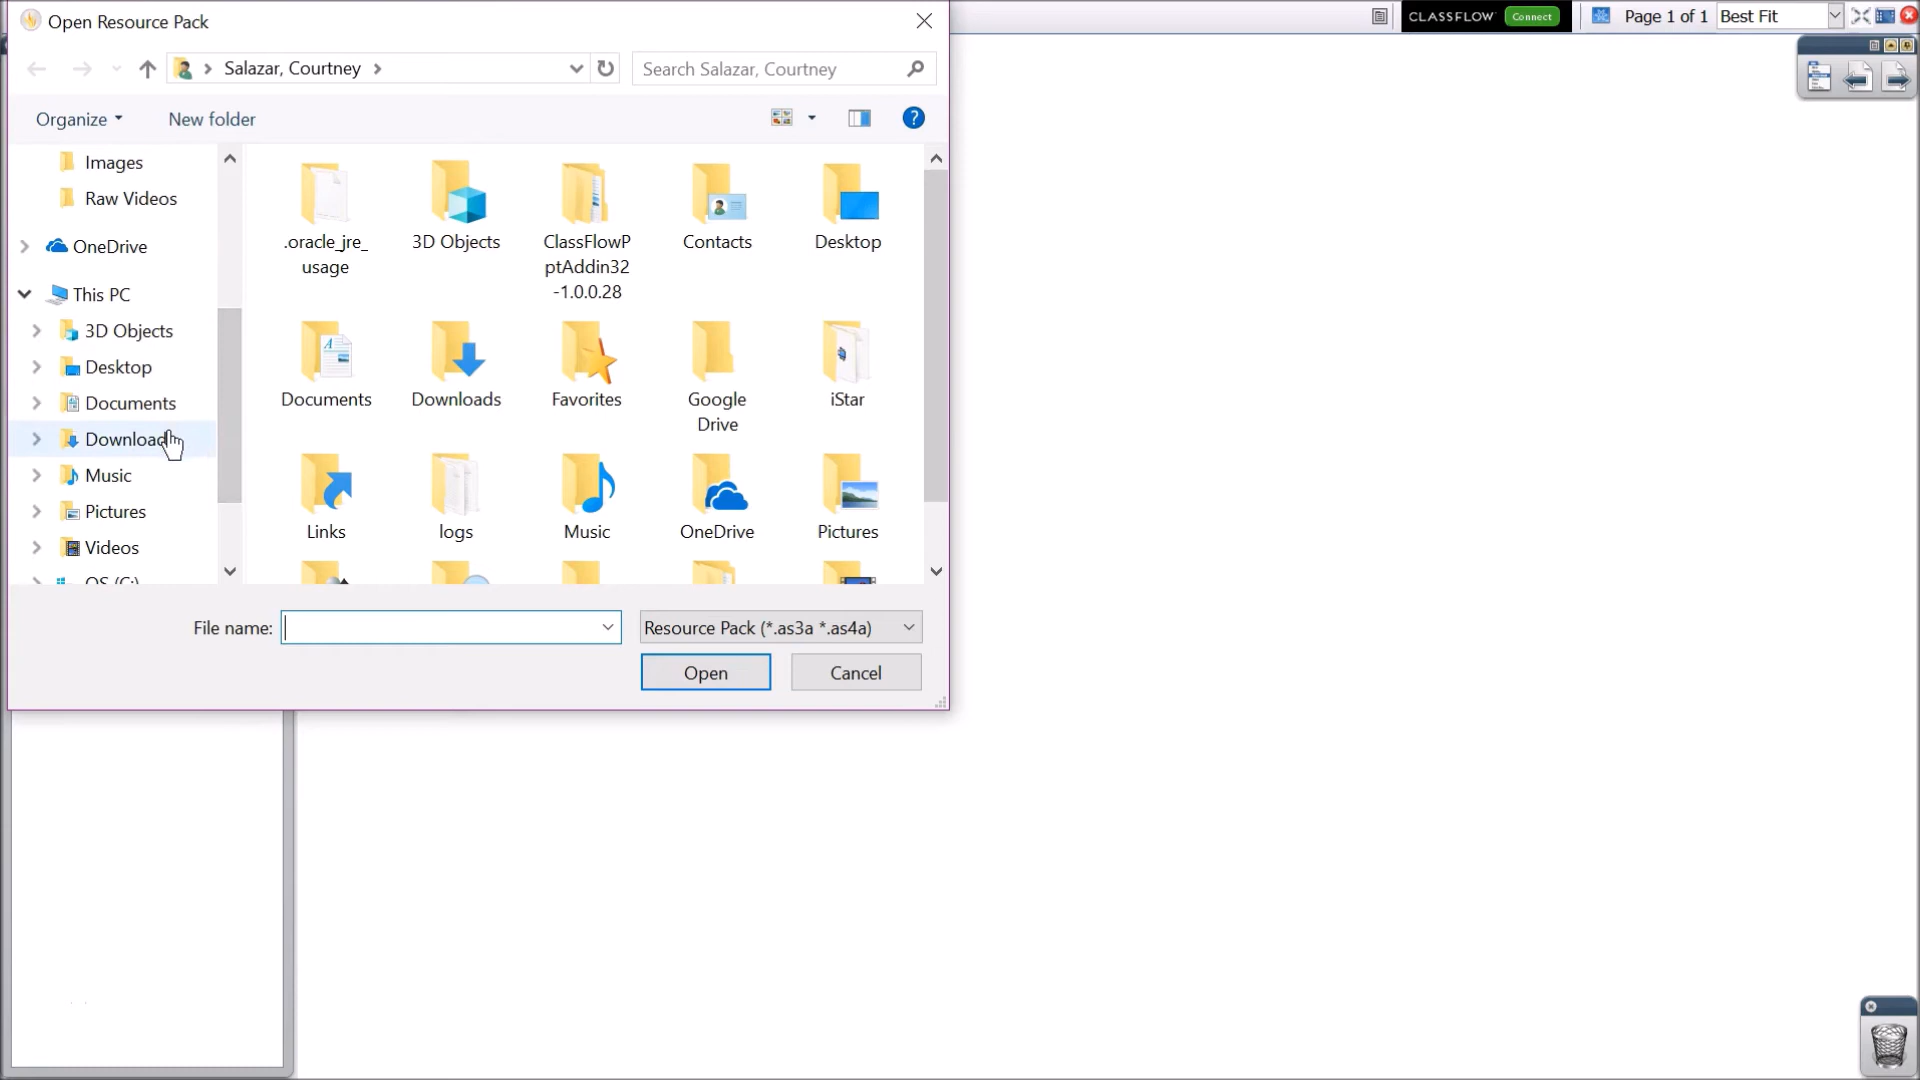 Open Resource Pack
Salazar, Courtney
Search Salazar, Courtney
CLASSFLOW
Connect
Page 1 of 1
Best Fit
Organize
New folder
Images
Raw Videos
OneDrive
This PC
3D Objects
Desktop
Documents
Music
Pictures
Videos
OS (C:)
.oracle_jre_
usage
3D Objects
ClassFlowP
ptAddin32
-1.0.0.28
Contacts
Desktop
Documents
Downloads
Favorites
Google
Drive
iStar
Links
logs
Music
OneDrive
Pictures
File name:
Resource Pack (*.as3a *.as4a)
Open
Cancel